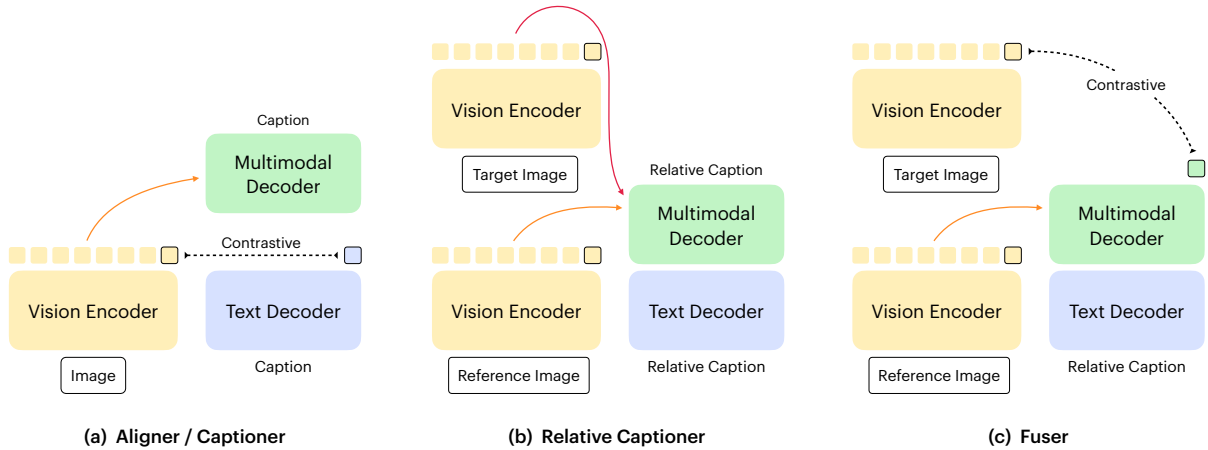 Caption
Multimodal
Decoder
Contrastive
Vision Encoder
Text Decoder
Image
Caption
(a) Aligner / Captioner
Vision Encoder
Target Image
Relative Caption
Multimodal
Decoder
Vision Encoder
Text Decoder
Reference Image
Relative Caption
(b) Relative Captioner
Contrastive
Vision Encoder
Target Image
Multimodal
Decoder
Vision Encoder
Text Decoder
Reference Image
Relative Caption
(c) Fuser